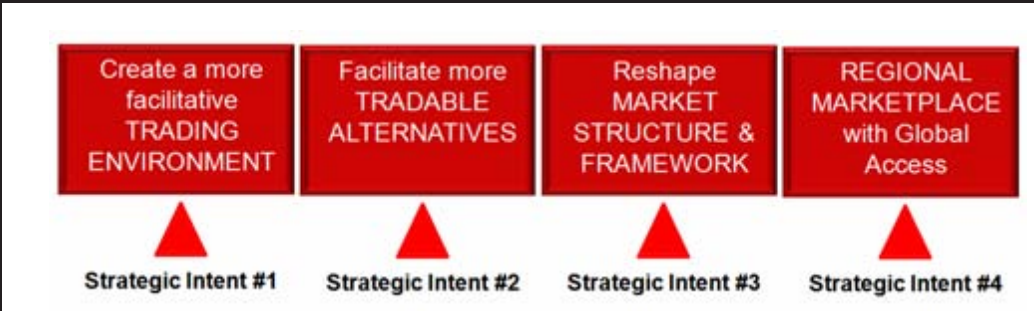 Create a more
facilitative
TRADING
ENVIRONMENT
Facilitate more
TRADABLE
ALTERNATIVES
Reshape
MARKET
STRUCTURE &
FRAMEWORK
REGIONAL
MARKETPLACE
with Global
Access
Strategic Intent #1
Strategic Intent #2
Strategic Intent #3
Strategic Intent #4